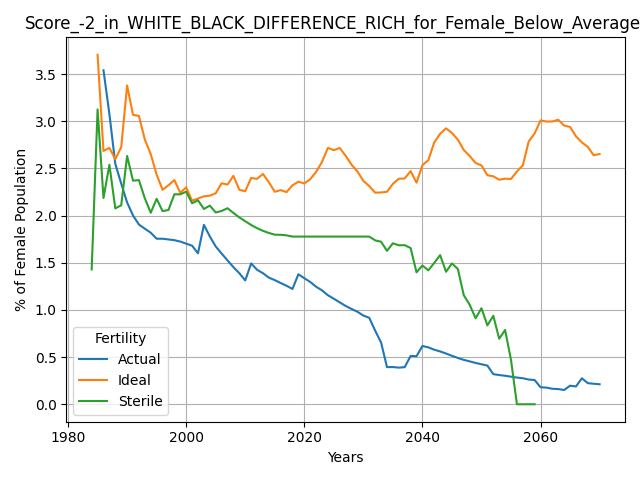 Score_-2_in_WHITE_BLACK_DIFFERENCE_RICH_for_Female_Below_Average
3.5
3.0
2.5
2.0
1.5
1.0
0.5
0.0
% of Female Population
Fertility
Actual
Ideal
Sterile
1980
2000
2020
2040
2060
Years